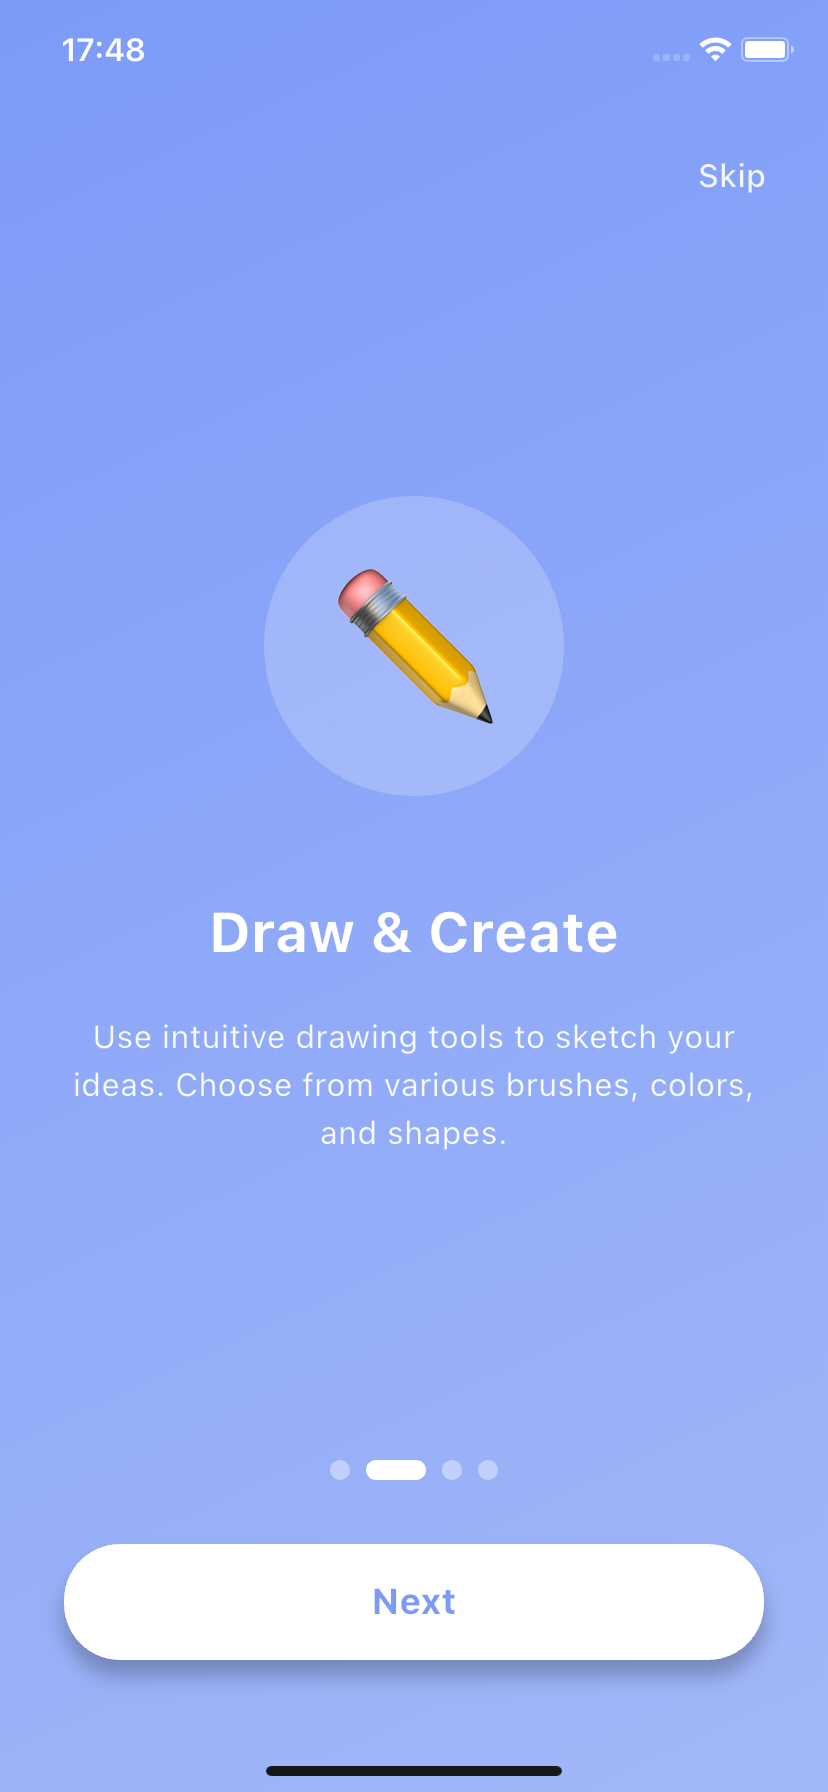 17:48
Skip
Draw & Create
Use intuitive drawing tools to sketch your
ideas. Choose from various brushes, colors,
and shapes.
Next